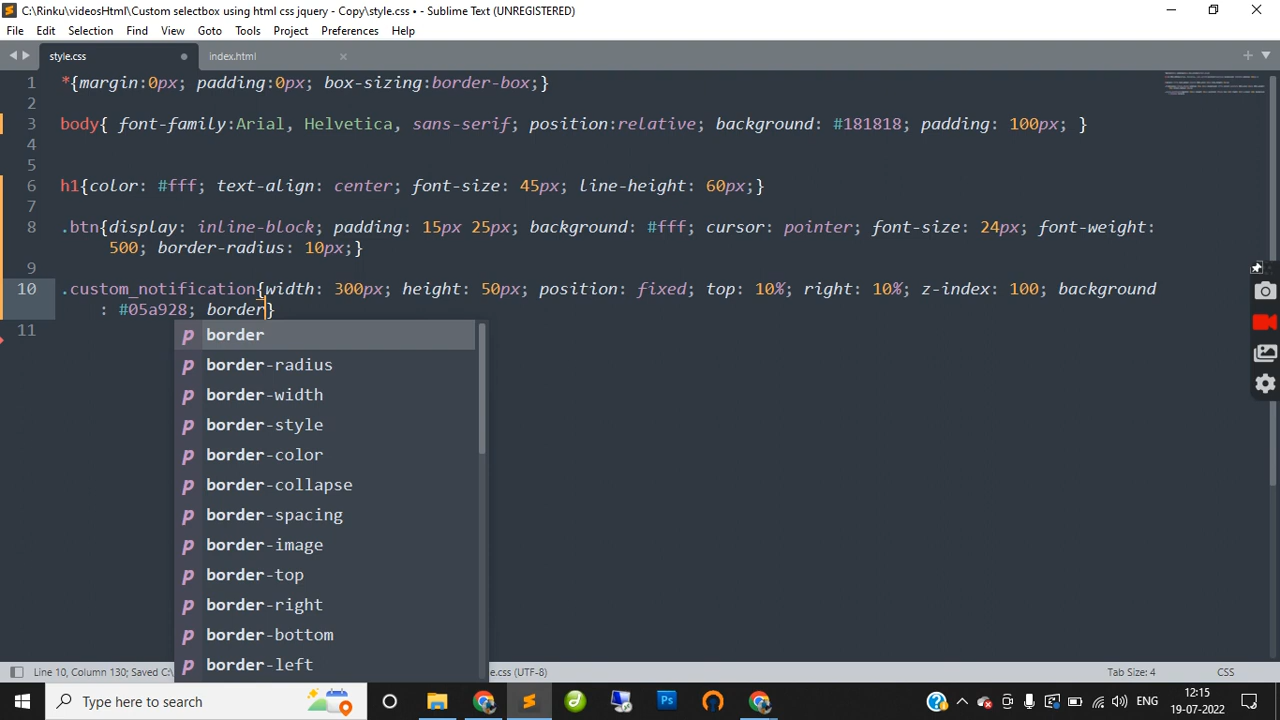 C:\Rinku\videosHtml\Custom selectbox using html css jquery - Copy\style.css • - Sublime Text (UNREGISTERED)
File Edit Selection Find View Goto Tools Project Preferences Help
style.css index.html
1 *{margin:0px; padding:0px; box-sizing:border-box;}
2
3 body{ font-family:Arial, Helvetica, sans-serif; position:relative; background: #181818; padding: 100px; }
4
5
6 h1{color: #fff; text-align: center; font-size: 45px; line-height: 60px;}
7
8 .btn{display: inline-block; padding: 15px 25px; background: #fff; cursor: pointer; font-size: 24px; font-weight:
500; border-radius: 10px;}
9
10 .custom_notification{width: 300px; height: 50px; position: fixed; top: 10%; right: 10%; z-index: 100; background
: #05a928; border}
11
p border
p border-radius
p border-width
p border-style
p border-color
p border-collapse
p border-spacing
p border-image
p border-top
p border-right
p border-bottom
p border-left
Line 10, Column 130; Saved C:\ le.css (UTF-8) Tab Size: 4 CSS
Type here to search Ps ENG 12:15
19-07-2022